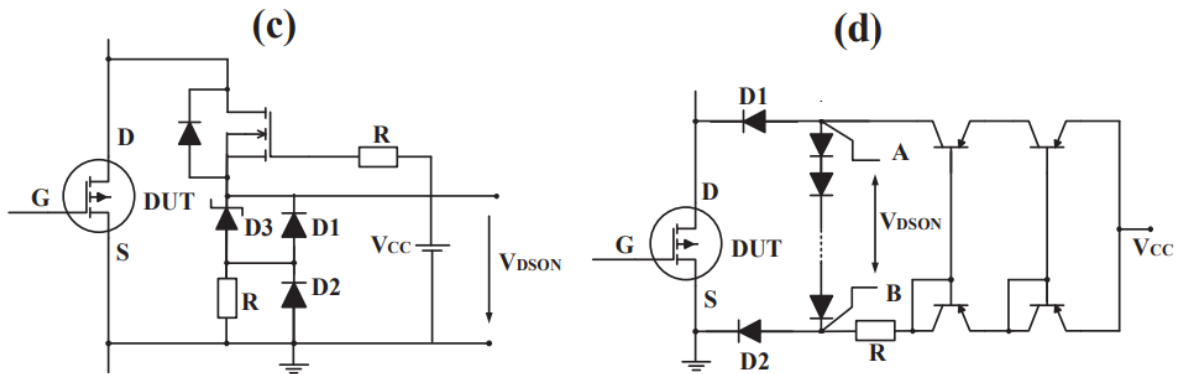 (c)
D
G
DUT
S
R
D3
D1
VCC
VDSON
R
D2
(d)
D1
A
D
VDSON
G
DUT
VCC
S
B
D2
R